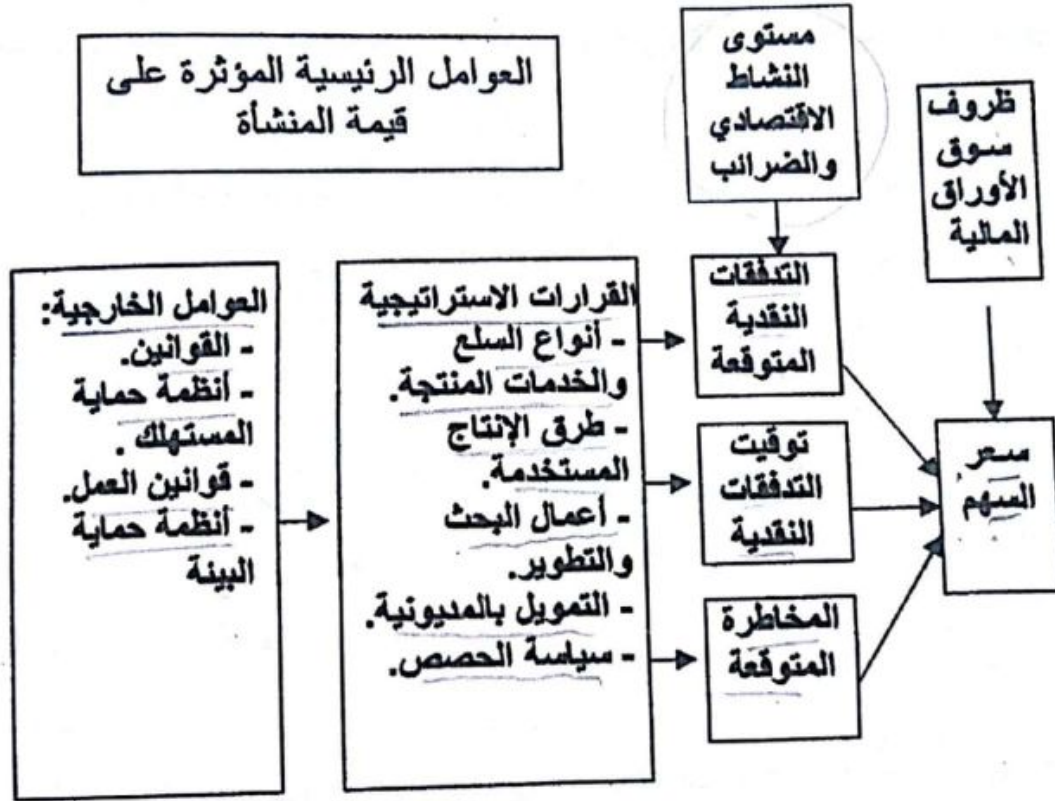 العوامل الرئيسية المؤثرة على
قيمة المنشأة
مستوى
النشاط
الاقتصادي
والضرائب
ظروف
سوق
الأوراق
المالية
العوامل الخارجية:
- القوانين.
- أنظمة حماية
المستهلك .
- قوانين العمل.
- أنظمة حماية
البيئة
القرارات الاستراتيجية
- أنواع السلع
والخدمات المنتجة.
- طرق الإنتاج
المستخدمة.
- أعمال البحث
والتطوير.
- التمويل بالمديونية.
- سياسة الحصص.
التدفقات
النقدية
المتوقعة
توقيت
التدفقات
النقدية
المخاطرة
المتوقعة
سعر
السهم